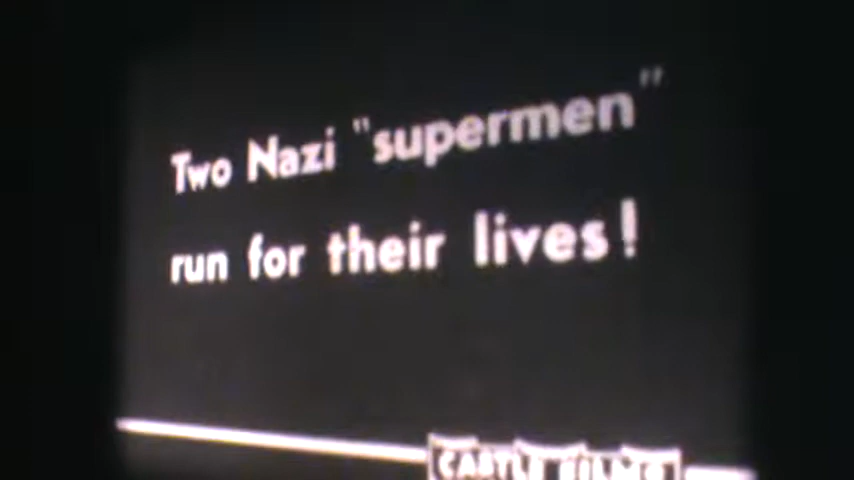 Two Nazi "supermen"
run for their lives!
CASTLE FILMS